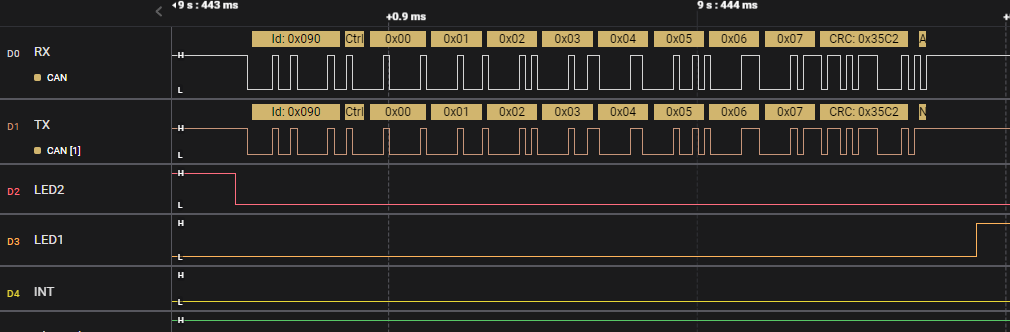 9 s : 443 ms
9 s : 444 ms
+0.9 ms
D0
RX
CAN
H
L
Id: 0x090
Ctrl
0x00
0x01
0x02
0x03
0x04
0x05
0x06
0x07
CRC: 0x35C2
A
D1
TX
CAN [1]
H
L
Id: 0x090
Ctrl
0x00
0x01
0x02
0x03
0x04
0x05
0x06
0x07
CRC: 0x35C2
N
D2
LED2
H
L
D3
LED1
H
L
D4
INT
H
L
H